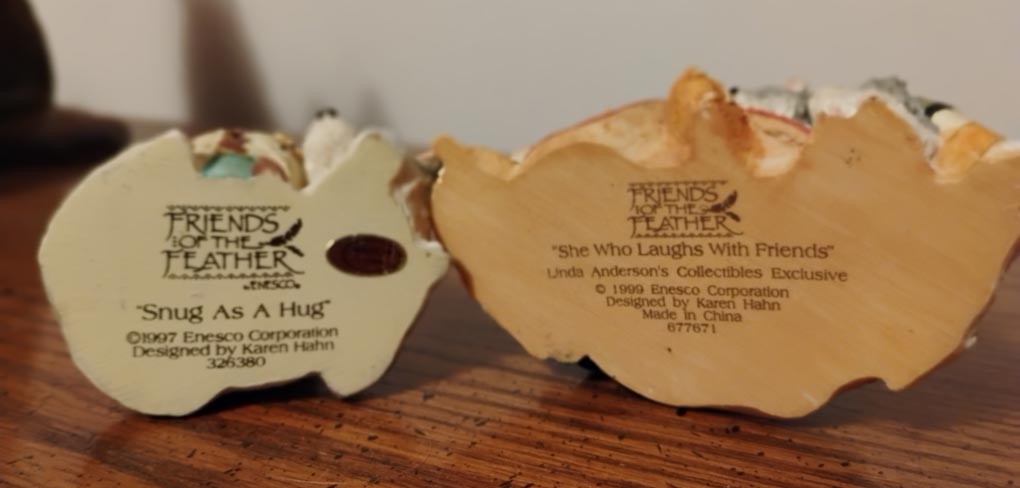 FRIENDS
OF THE
FEATHER
BY ENESCO
"Snug As A Hug"
©1997 Enesco Corporation
Designed by Karen Hahn
326380
FRIENDS
OF THE
FEATHER
"She Who Laughs With Friends"
Linda Anderson's Collectibles Exclusive
© 1999 Enesco Corporation
Designed by Karen Hahn
Made in China
677671